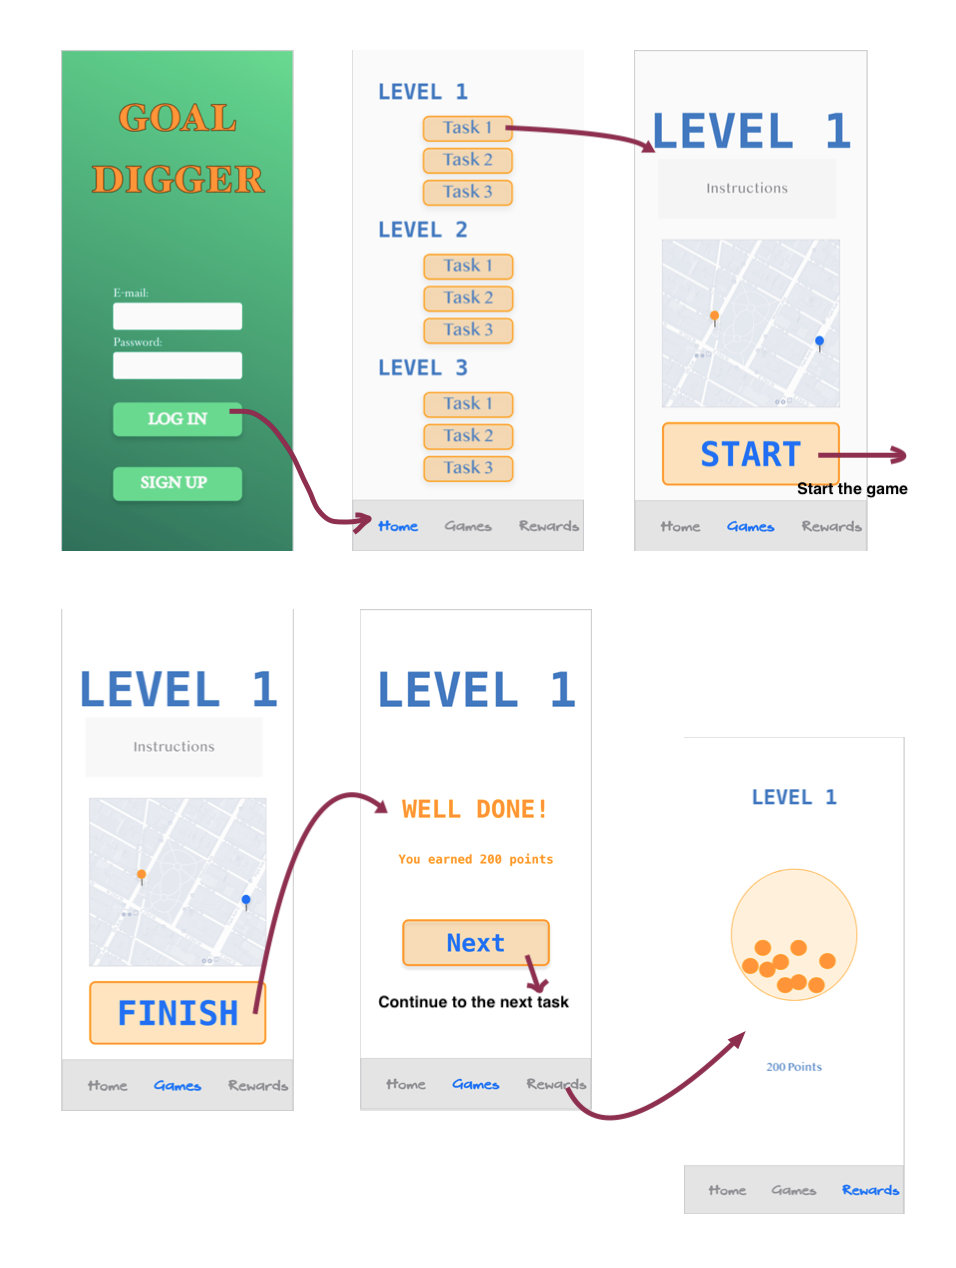 GOAL
DIGGER
E-mail:
Password:
LOG IN
SIGN UP
LEVEL 1
Task 1
Task 2
Task 3
LEVEL 2
Task 1
Task 2
Task 3
LEVEL 3
Task 1
Task 2
Task 3
Home Games Rewards
LEVEL 1
Instructions
START
Start the game
Home Games Rewards
LEVEL 1
Instructions
FINISH
Home Games Rewards
LEVEL 1
WELL DONE!
You earned 200 points
Next
Continue to the next task
Home Games Rewards
LEVEL 1
200 Points
Home Games Rewards